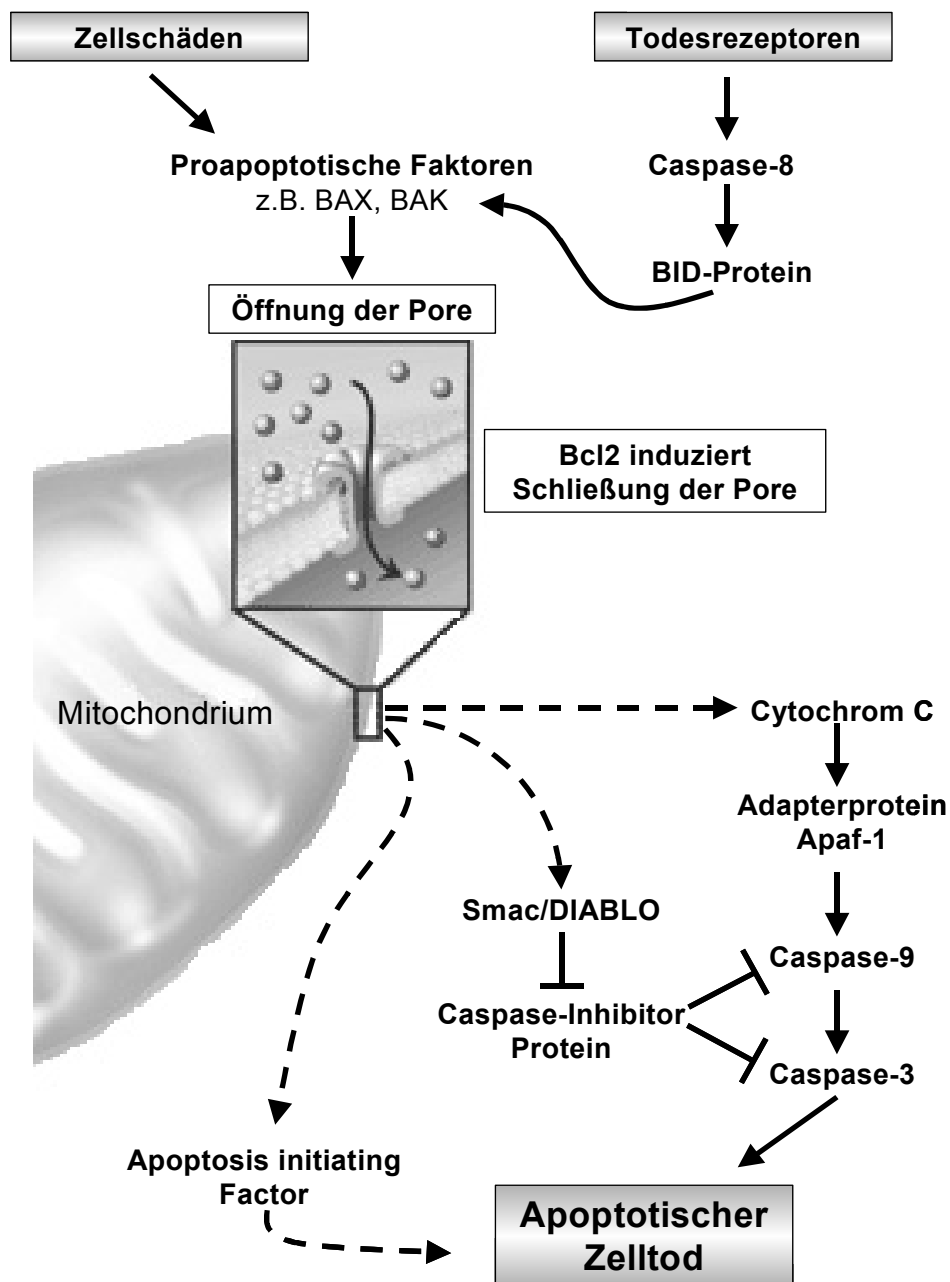 Zellschäden
Todesrezeptoren
Proapoptotische Faktoren
z.B. BAX, BAK
Caspase-8
BID-Protein
Öffnung der Pore
Bcl2 induziert
Schließung der Pore
Mitochondrium
Cytochrom C
Adapterprotein
Apaf-1
Smac/DIABLO
Caspase-9
Caspase-Inhibitor
Protein
Caspase-3
Apoptosis initiating
Factor
Apoptotischer
Zelltod